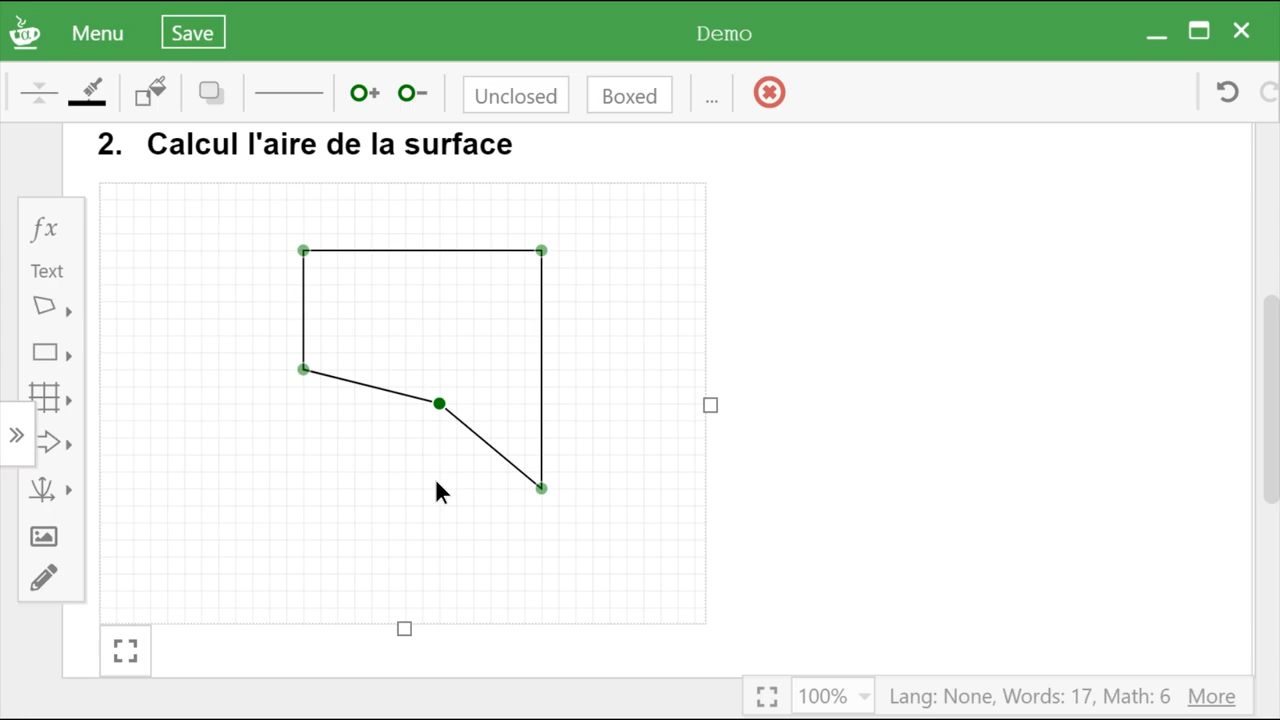 Menu
Save
Demo
Unclosed
Boxed
...
2. Calcul l'aire de la surface
fx
Text
100%
Lang: None, Words: 17, Math: 6
More